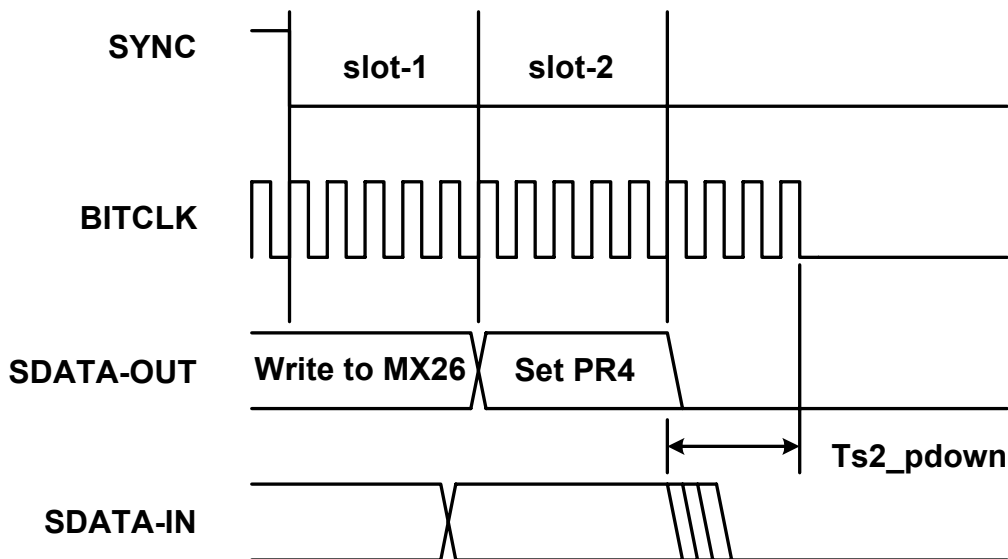 SYNC
slot-1
slot-2
BITCLK
SDATA-OUT
Write to MX26
Set PR4
Ts2_pdown
SDATA-IN